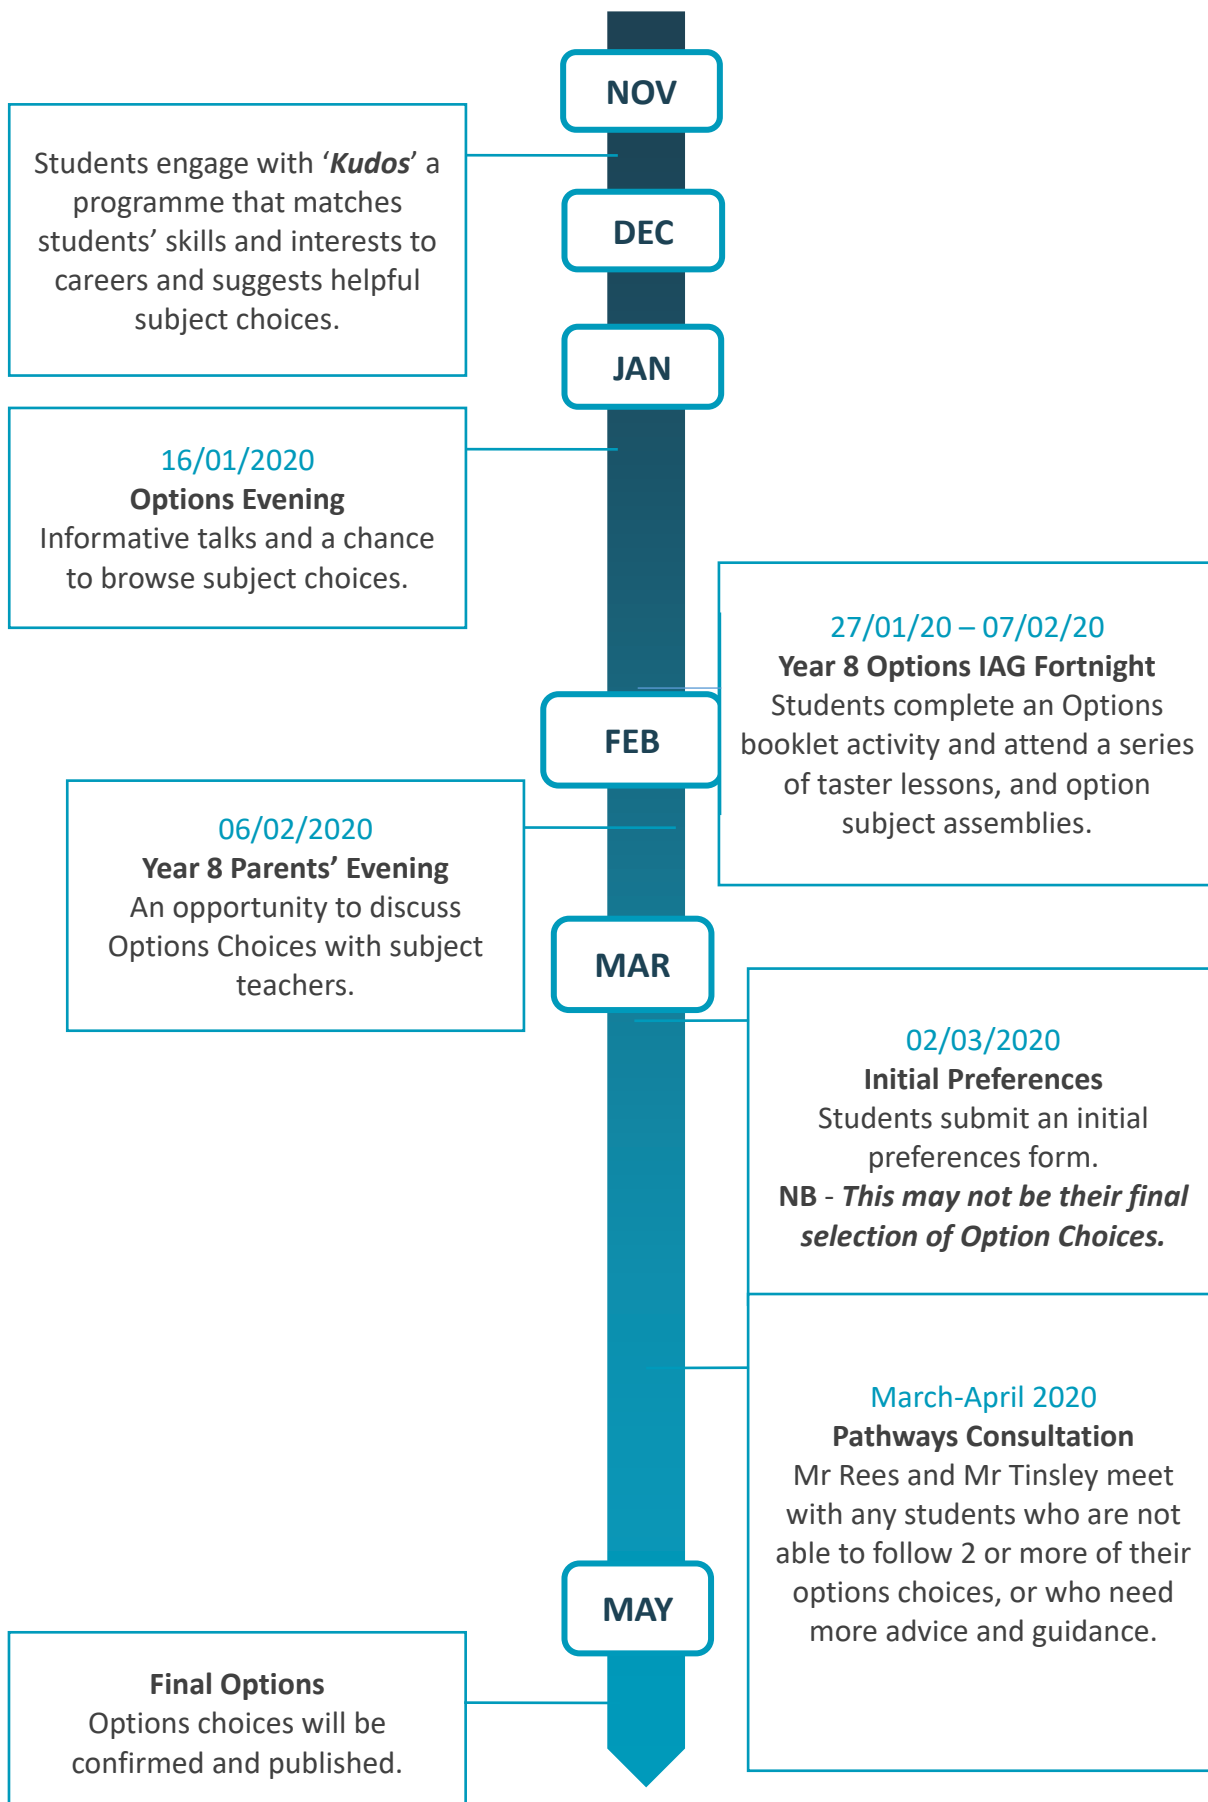 NOV
Students engage with ‘Kudos’ a
programme that matches
students’ skills and interests to
careers and suggests helpful
subject choices.
DEC
JAN
16/01/2020
Options Evening
Informative talks and a chance
to browse subject choices.
27/01/20 – 07/02/20
Year 8 Options IAG Fortnight
Students complete an Options
booklet activity and attend a series
of taster lessons, and option
subject assemblies.
FEB
06/02/2020
Year 8 Parents’ Evening
An opportunity to discuss
Options Choices with subject
teachers.
MAR
02/03/2020
Initial Preferences
Students submit an initial
preferences form.
NB - This may not be their final
selection of Option Choices.
March-April 2020
Pathways Consultation
Mr Rees and Mr Tinsley meet
with any students who are not
able to follow 2 or more of their
options choices, or who need
more advice and guidance.
MAY
Final Options
Options choices will be
confirmed and published.